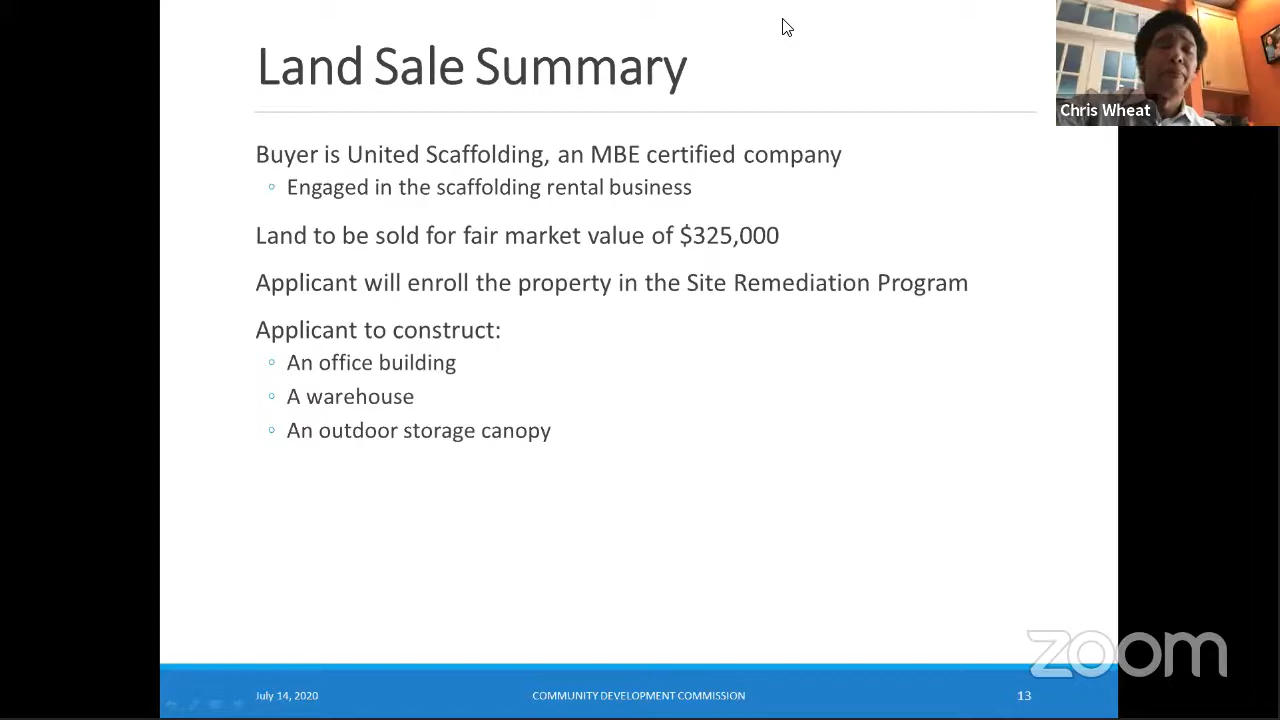 Land Sale Summary
Chris Wheat
Buyer is United Scaffolding, an MBE certified company
◦ Engaged in the scaffolding rental business
Land to be sold for fair market value of $325,000
Applicant will enroll the property in the Site Remediation Program
Applicant to construct:
◦ An office building
◦ A warehouse
◦ An outdoor storage canopy
zoom
July 14, 2020 COMMUNITY DEVELOPMENT COMMISSION 13